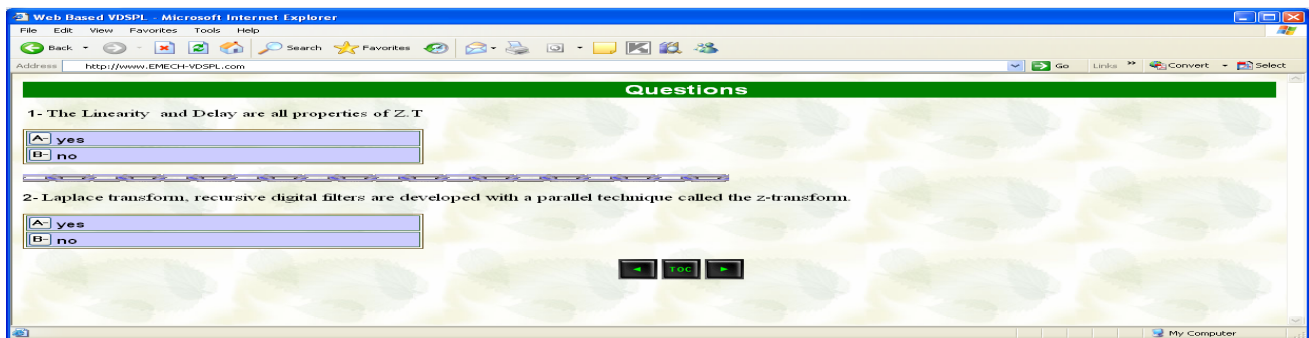 Web Based VDSPL - Microsoft Internet Explorer
File Edit View Favorites Tools Help
Back Search Favorites
Address http://www.EMECH-VDSPL.com Go Links » Convert Select
Questions
1- The Linearity and Delay are all properties of Z.T
A- yes
B- no
2- Laplace transform, recursive digital filters are developed with a parallel technique called the z-transform.
A- yes
B- no
TOC
My Computer